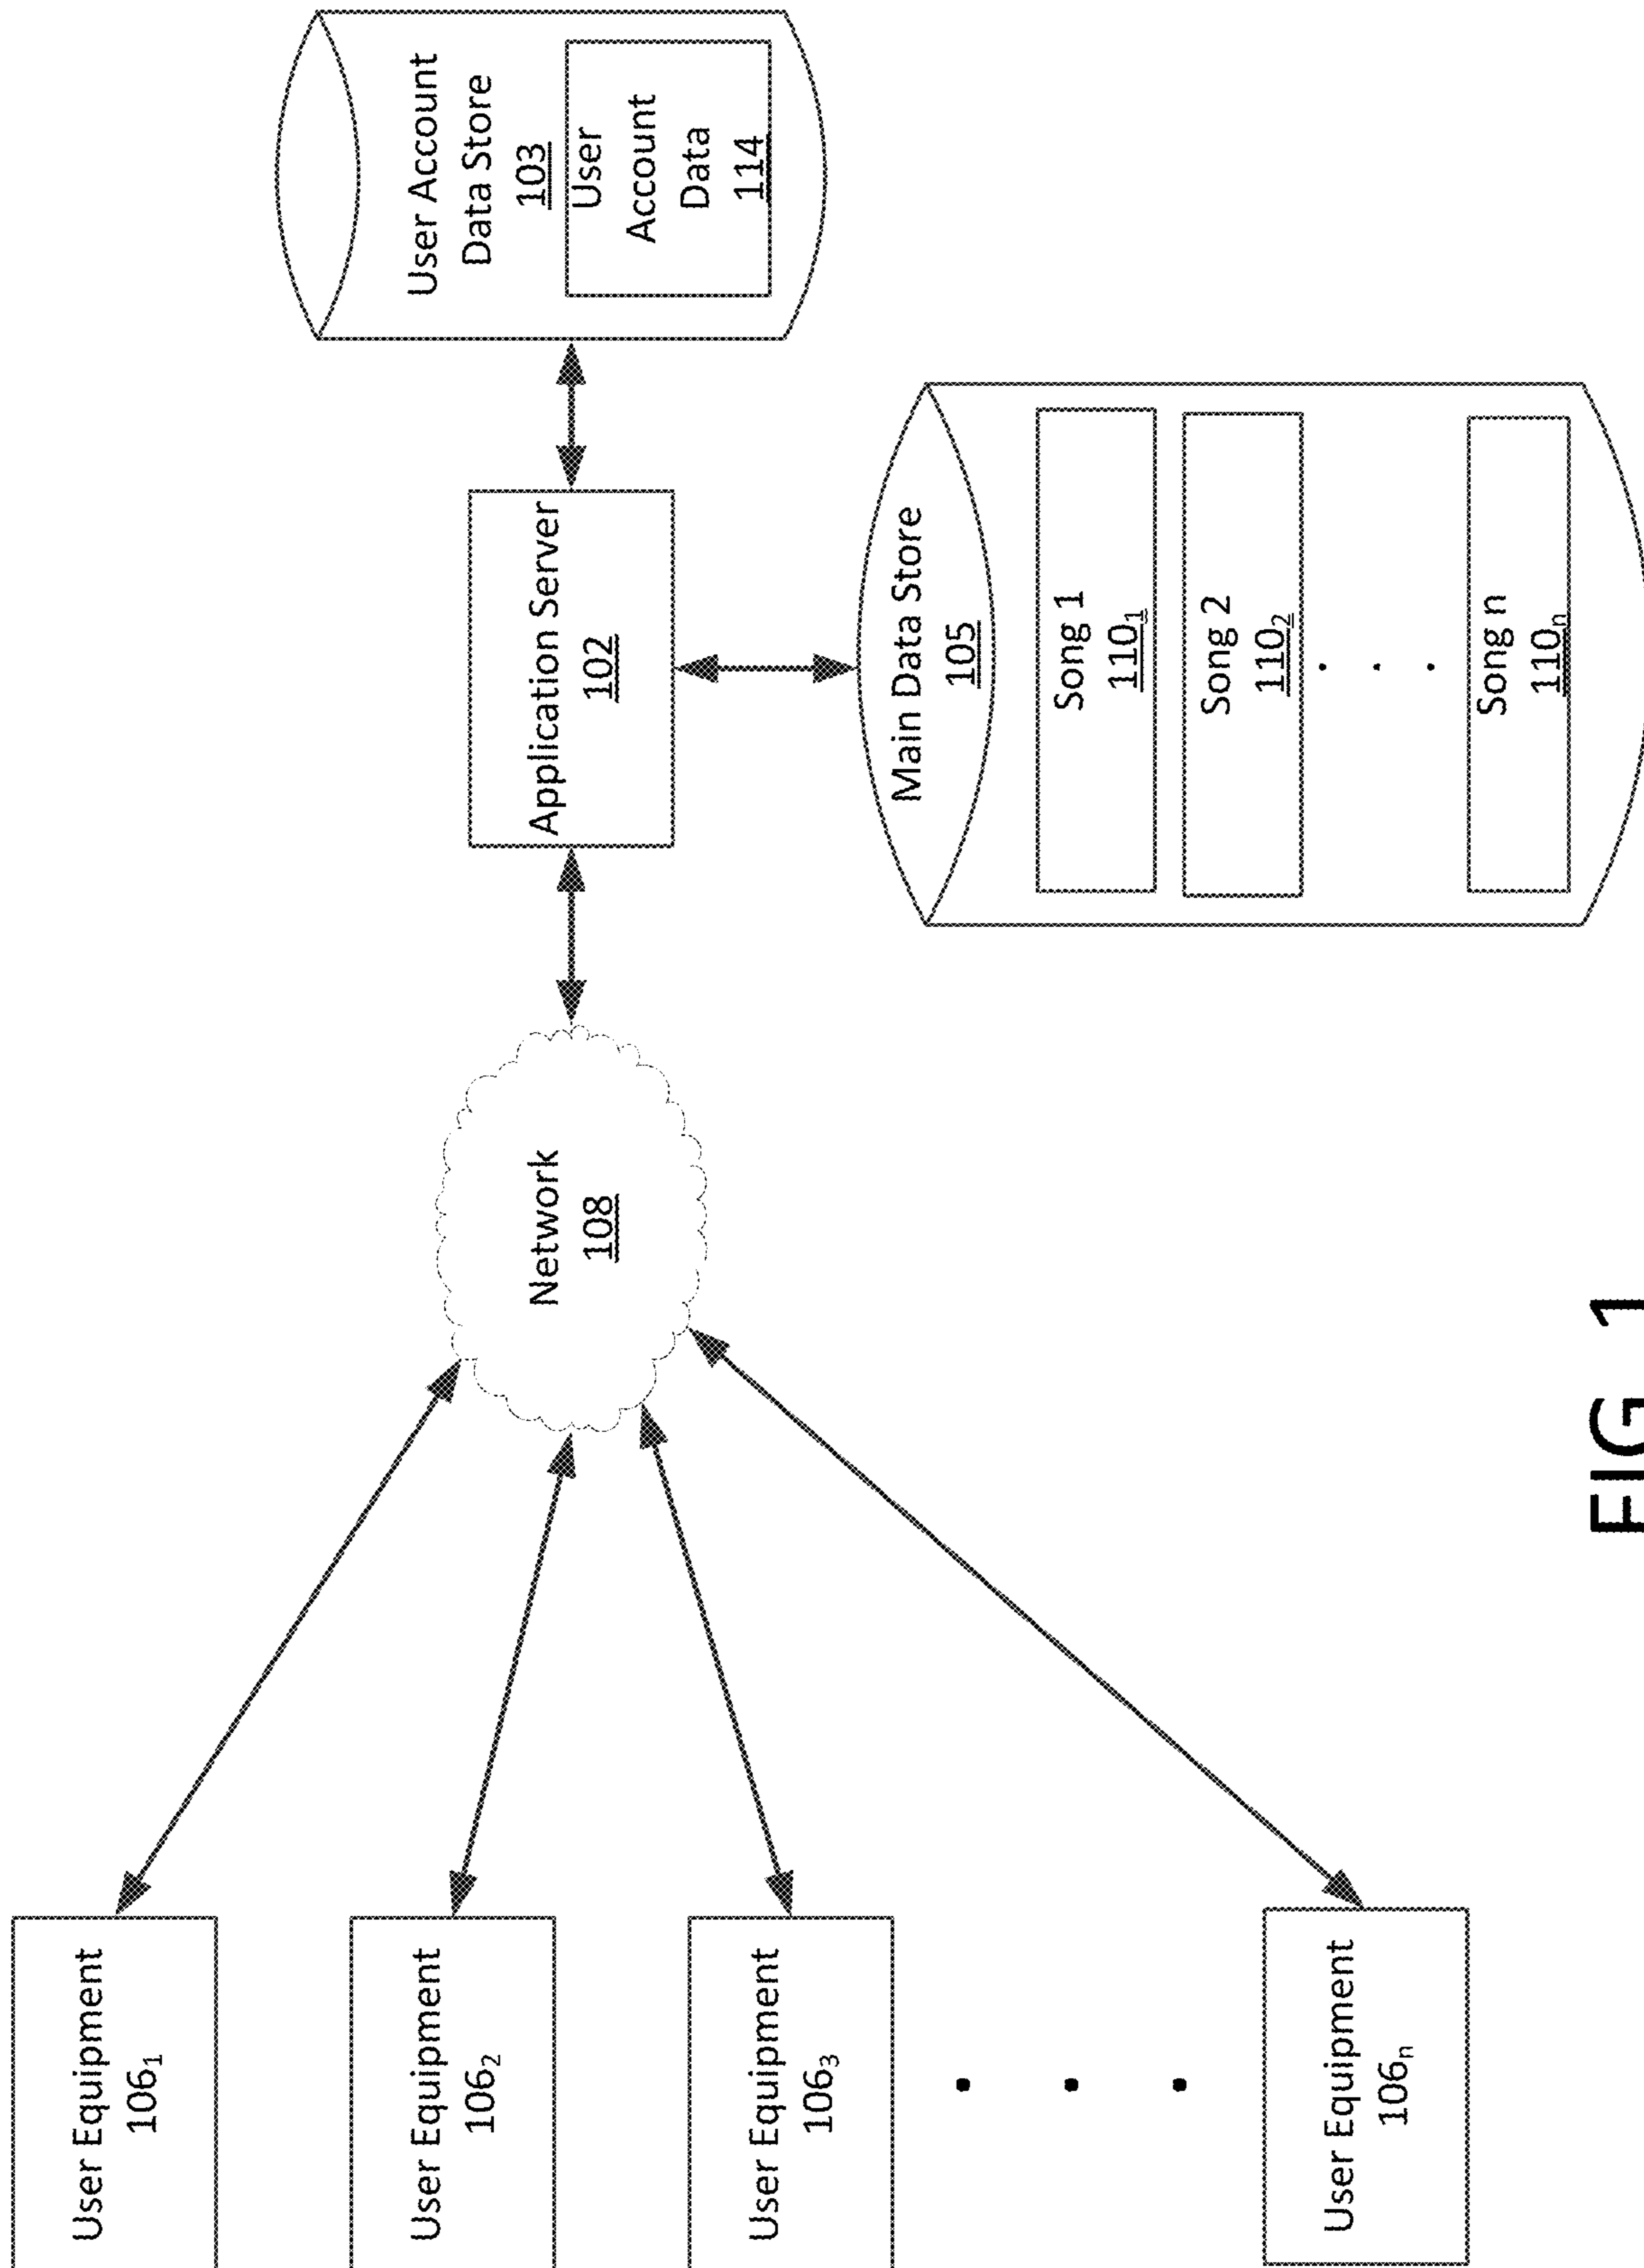 User Equipment
106₁
User Equipment
106₂
User Equipment
106₃
User Equipment
106ₙ
Network
108
Application Server
102
User Account
Data Store
103
User
Account
Data
114
Main Data Store
105
Song 1
110₁
Song 2
110₂
Song n
110ₙ
FIG. 1